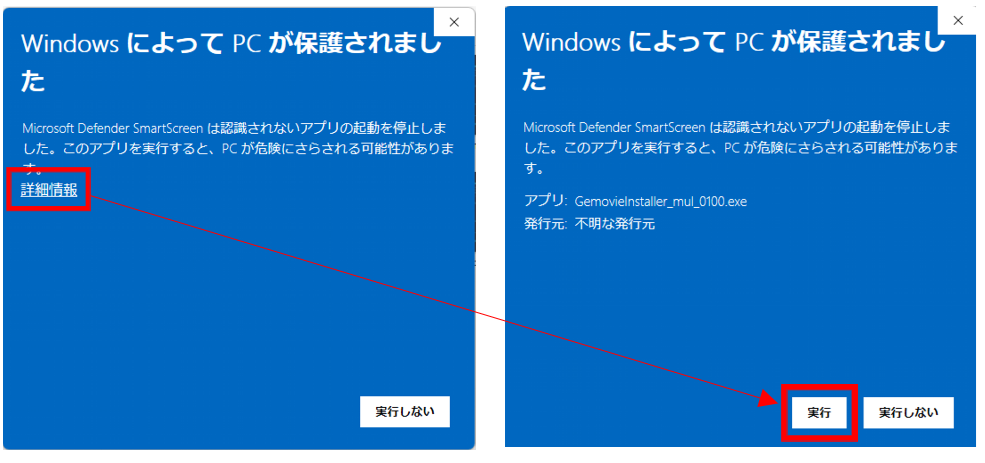 Windows によって PC が保護されまし
た
Microsoft Defender SmartScreen は認識されないアプリの起動を停止しま
した。このアプリを実行すると、PC が危険にさらされる可能性がありま
す。
詳細情報
実行しない
Windows によって PC が保護されまし
た
Microsoft Defender SmartScreen は認識されないアプリの起動を停止しま
した。このアプリを実行すると、PC が危険にさらされる可能性がありま
す。
アプリ: GemovieInstaller_mul_0100.exe
発行元: 不明な発行元
実行 実行しない